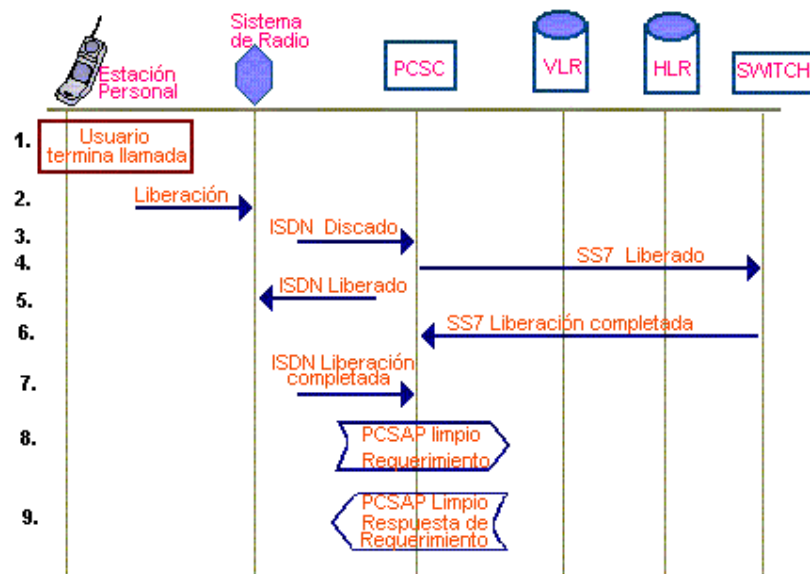 Sistema
de Radio
Estación
Personal
PCSC
VLR
HLR
SWITCH
1.
Usuario
termina llamada
2.
Liberación
3.
ISDN Discado
4.
SS7 Liberado
5.
ISDN Liberado
6.
SS7 Liberación completada
7.
ISDN Liberación
completada
8.
PCSAP limpio
Requerimiento
9.
PCSAP Limpio
Respuesta de
Requerimiento